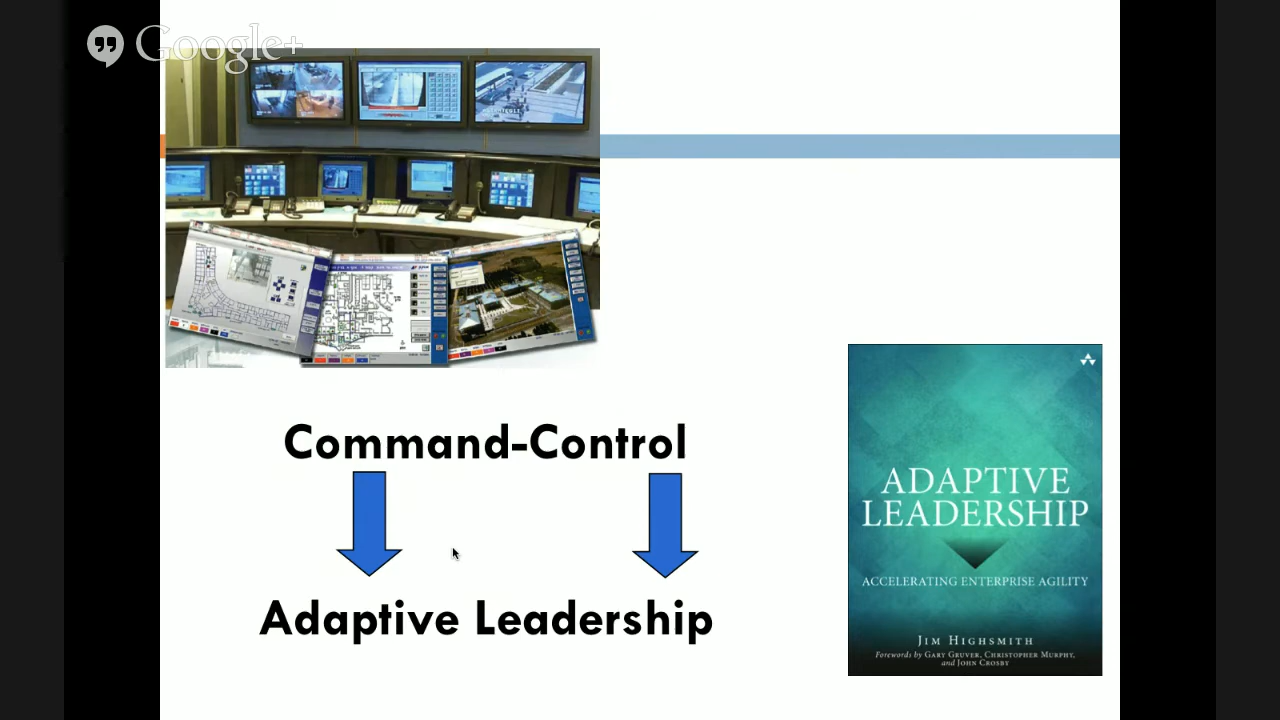 Google+
Command-Control
Adaptive Leadership
ADAPTIVE
LEADERSHIP
ACCELERATING ENTERPRISE AGILITY
JIM HIGHSMITH
Forewords by GARY GRUVER, CHRISTOPHER MURPHY,
and JOHN CROSBY